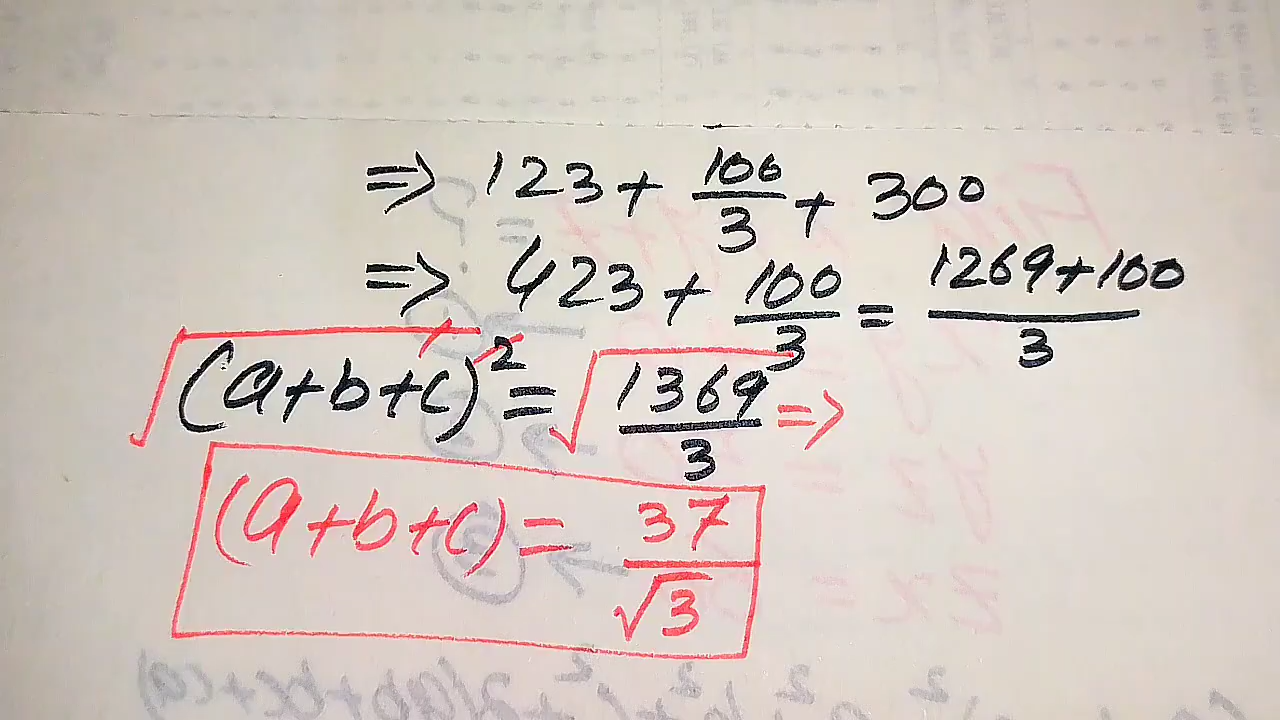 => 123 + 100/3 + 300
=> 423 + 100/3 = 1269+100/3
√(a+b+c)² = √1369/3 =>
(a+b+c) = 37/√3